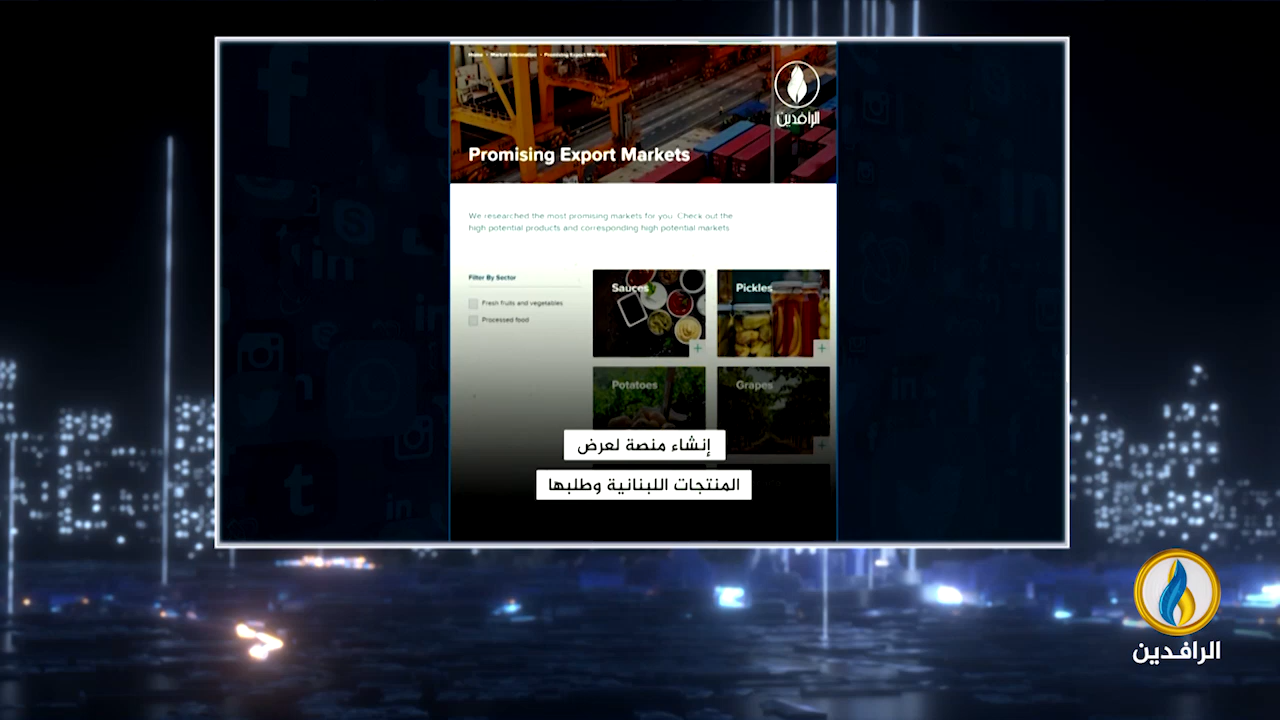 Home • Market Information • Promising Export Markets
الرافدين
Promising Export Markets
We researched the most promising markets for you. Check out the
high potential products and corresponding high potential markets.
Filter By Sector
Fresh fruits and vegetables
Processed food
Sauces
Pickles
Potatoes
Grapes
إنشاء منصة لعرض
المنتجات اللبنانية وطلبها
الرافدين